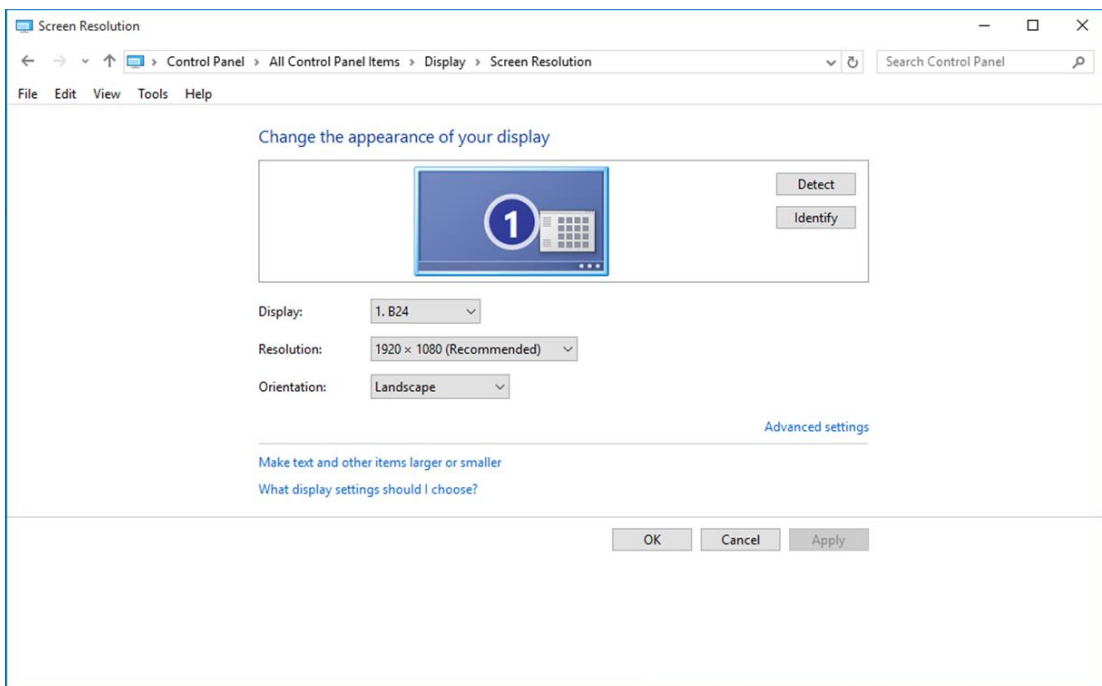 Screen Resolution
Control Panel > All Control Panel Items > Display > Screen Resolution
Search Control Panel
File Edit View Tools Help
Change the appearance of your display
1
Detect
Identify
Display: 1. B24
Resolution: 1920 × 1080 (Recommended)
Orientation: Landscape
Advanced settings
Make text and other items larger or smaller
What display settings should I choose?
OK Cancel Apply